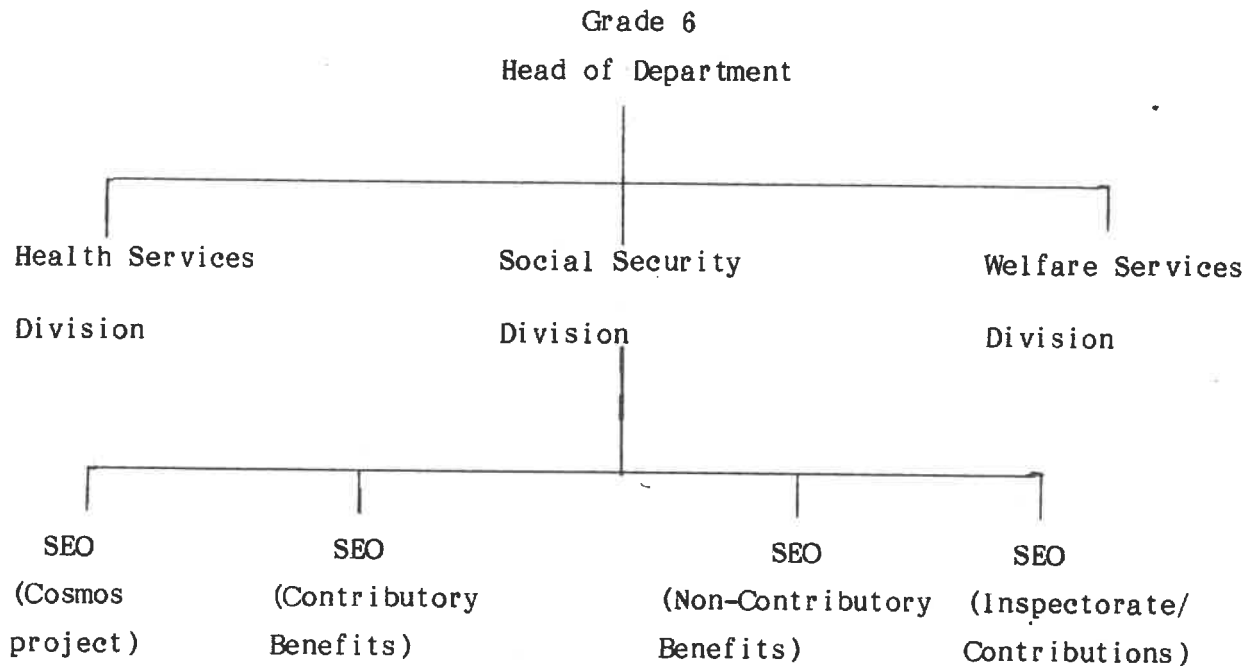 Grade 6
Head of Department
Health Services
Division
Social Security
Division
Welfare Services
Division
SEO
(Cosmos
project)
SEO
(Contributory
Benefits)
SEO
(Non-Contributory
Benefits)
SEO
(Inspectorate/
Contributions)